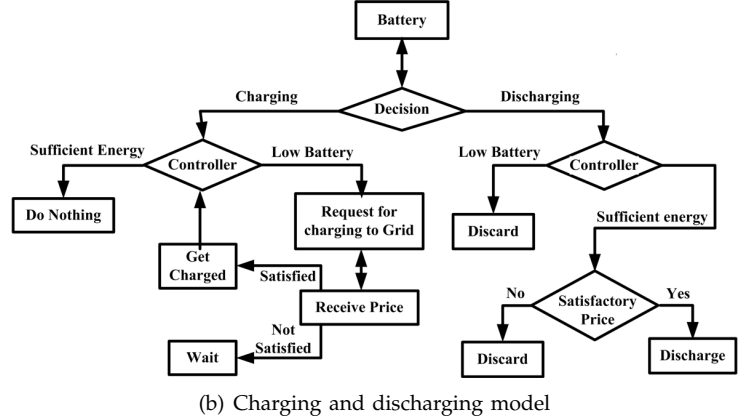 Battery
Charging
Decision
Discharging
Sufficient Energy
Controller
Low Battery
Low Battery
Controller
Do Nothing
Request for
charging to Grid
Discard
Sufficient energy
Get
Charged
Satisfied
Receive Price
No
Satisfactory
Price
Yes
Not
Satisfied
Wait
Discard
Discharge
(b) Charging and discharging model